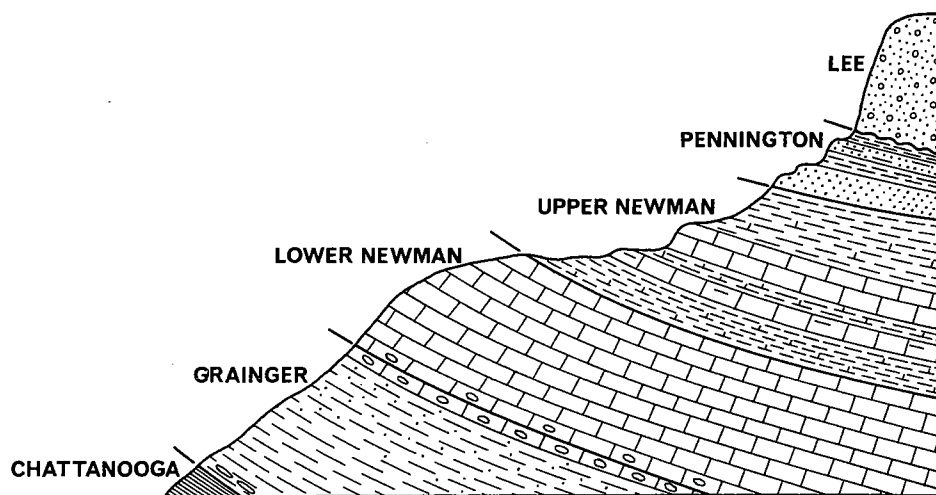 LEE
PENNINGTON
UPPER NEWMAN
LOWER NEWMAN
GRAINGER
CHATTANOOGA